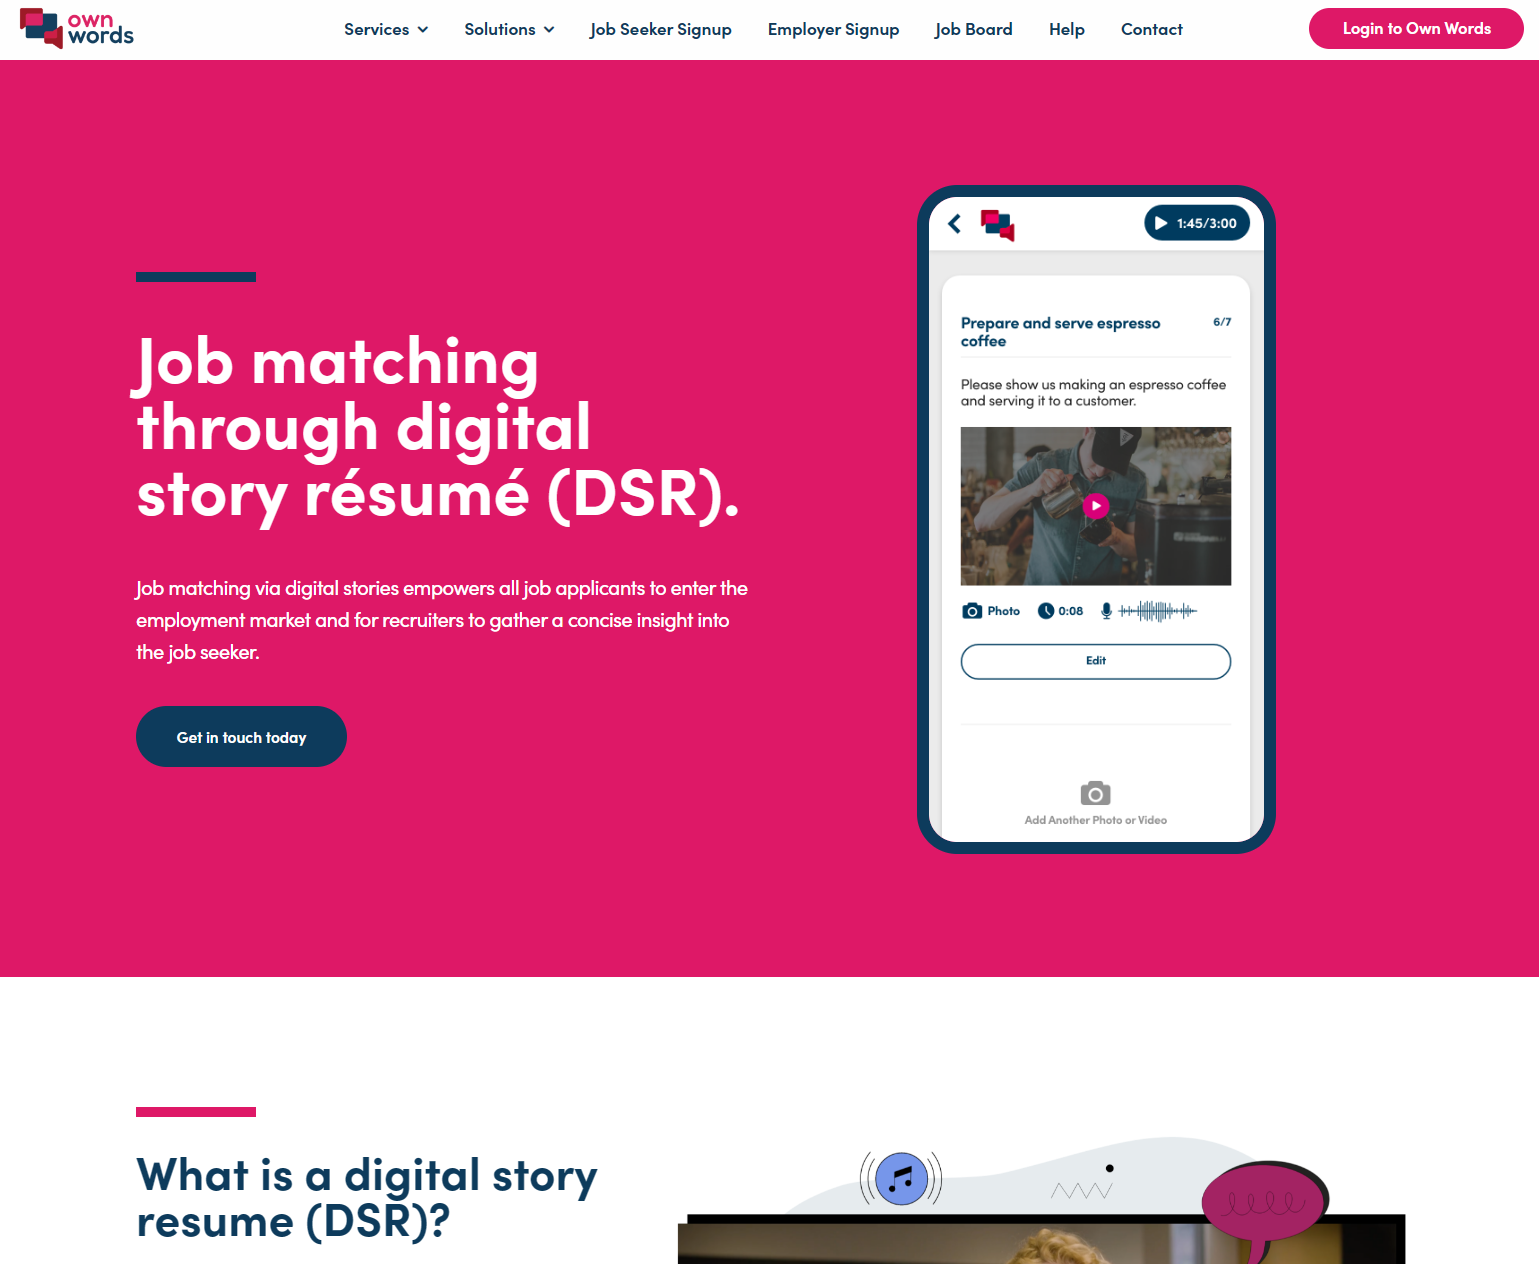 own
words
Services
Solutions
Job Seeker Signup
Employer Signup
Job Board
Help
Contact
Login to Own Words
Job matching
through digital
story résumé (DSR).
Job matching via digital stories empowers all job applicants to enter the
employment market and for recruiters to gather a concise insight into
the job seeker.
Get in touch today
1:45/3:00
Prepare and serve espresso
coffee
6/7
Please show us making an espresso coffee
and serving it to a customer.
Photo
0:08
Edit
Add Another Photo or Video
What is a digital story
resume (DSR)?